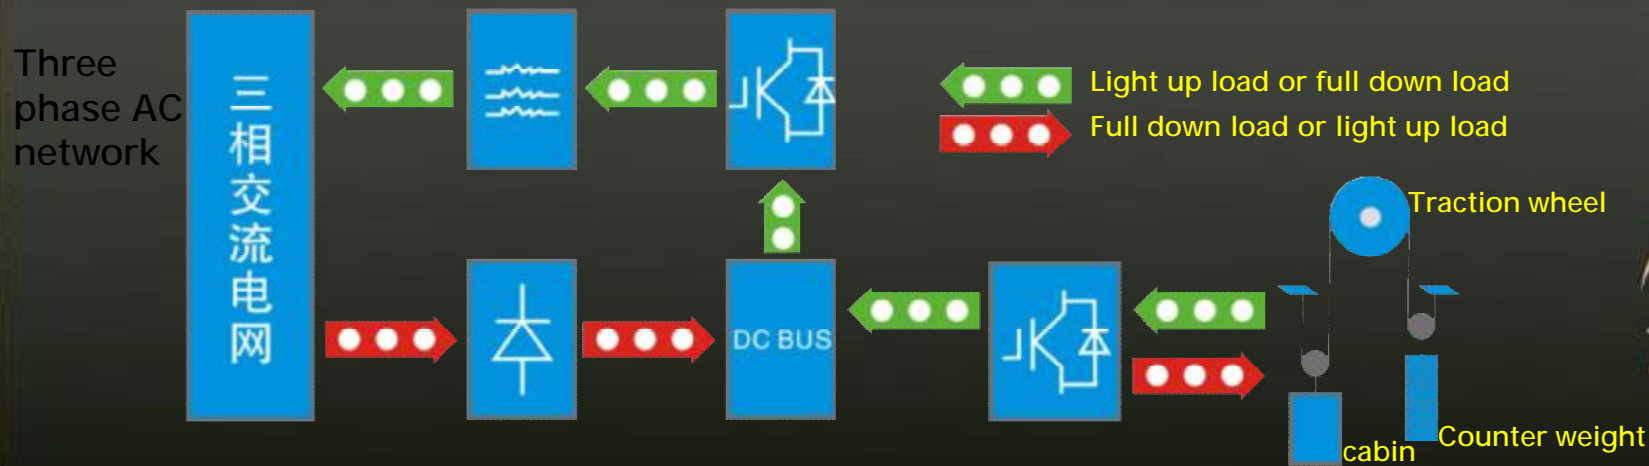 Three
phase AC
network
三相交流电网
DC BUS
Light up load or full down load
Full down load or light up load
Traction wheel
cabin
Counter weight